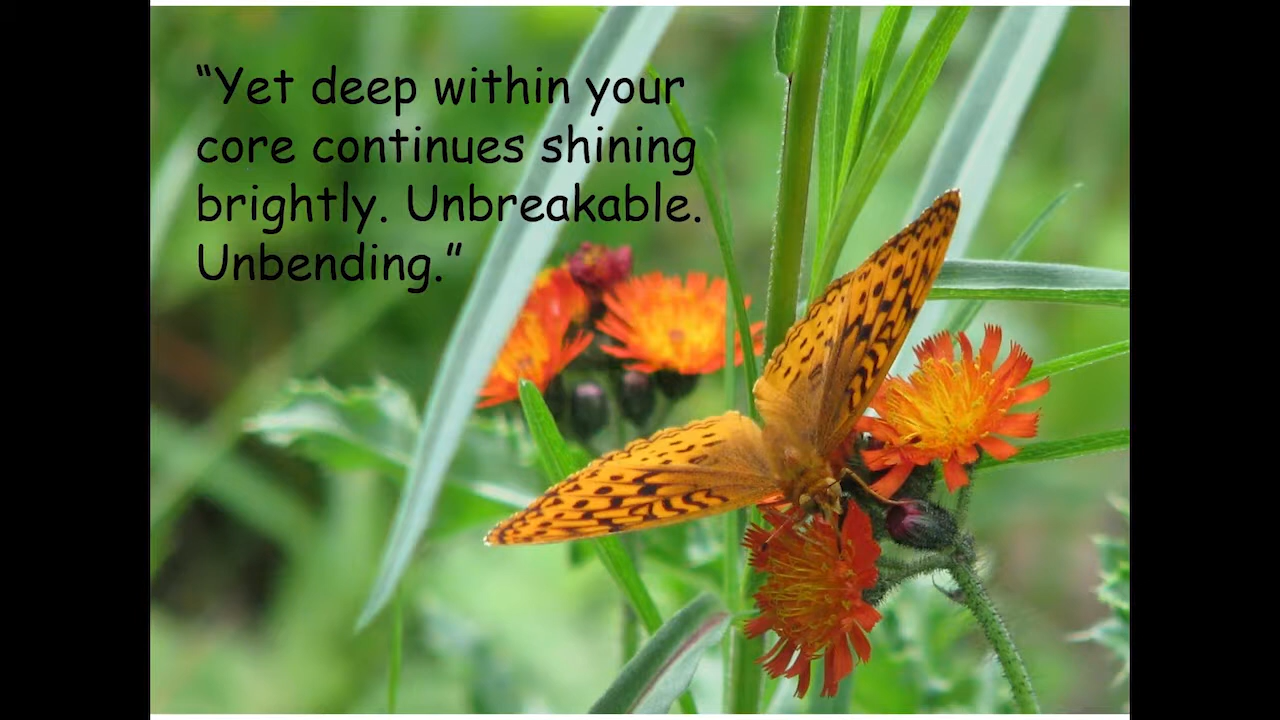 “Yet deep within your
core continues shining
brightly. Unbreakable.
Unbending.”